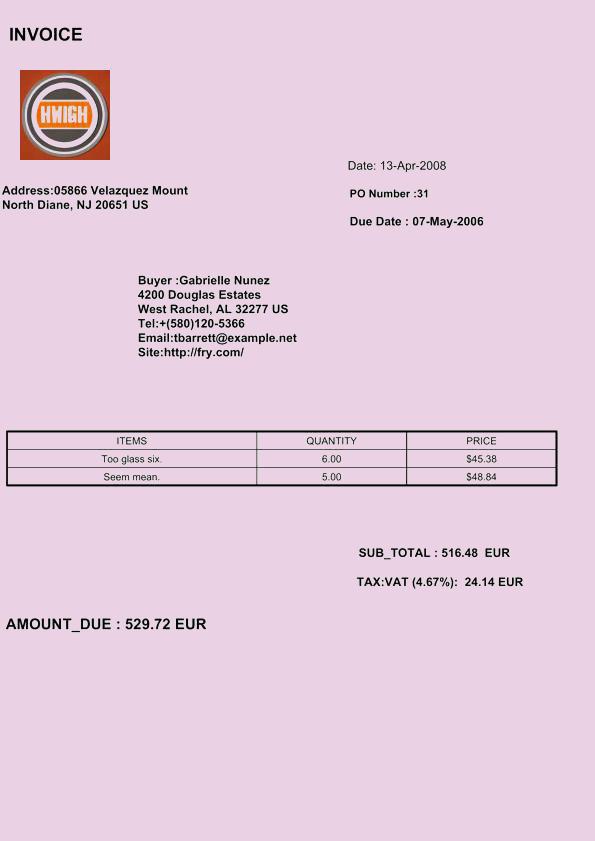 INVOICE
HWIGH
Date: 13-Apr-2008
Address:05866 Velazquez Mount
North Diane, NJ 20651 US
PO Number :31
Due Date : 07-May-2006
Buyer :Gabrielle Nunez
4200 Douglas Estates
West Rachel, AL 32277 US
Tel:+(580)120-5366
Email:tbarrett@example.net
Site:http://fry.com/
ITEMS QUANTITY PRICE
Too glass six. 6.00 $45.38
Seem mean. 5.00 $48.84
SUB_TOTAL : 516.48 EUR
TAX:VAT (4.67%): 24.14 EUR
AMOUNT_DUE : 529.72 EUR